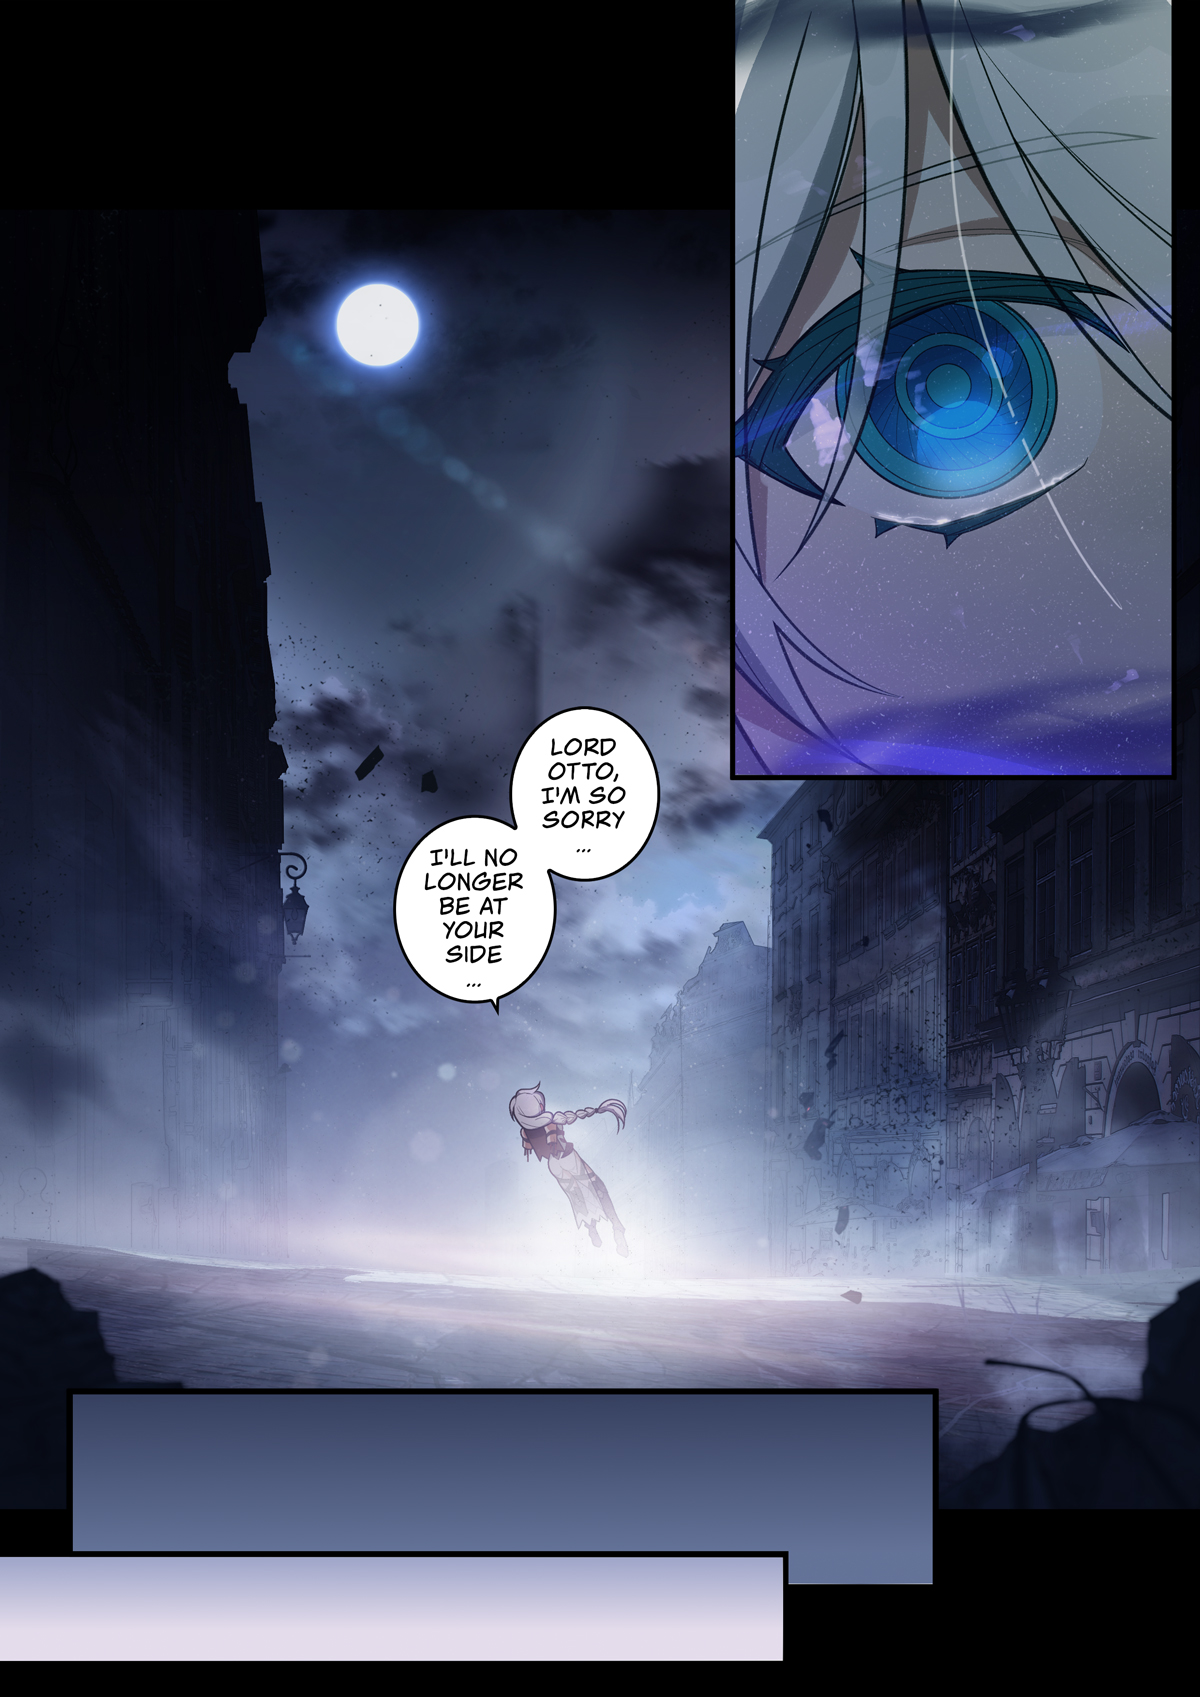 LORD
OTTO,
I'M SO
SORRY
...
I'LL NO
LONGER
BE AT
YOUR
SIDE
...